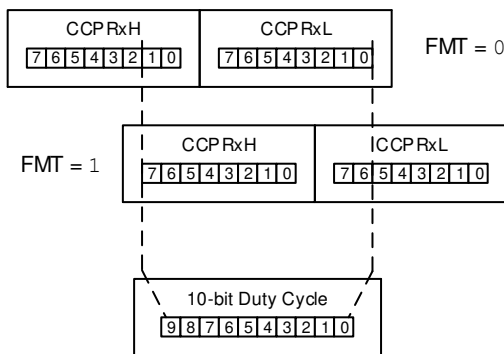 CCPRxH CCPRxL
7 6 5 4 3 2 1 0 7 6 5 4 3 2 1 0 FMT = 0
CCPRxH CCPRxL
FMT = 1 7 6 5 4 3 2 1 0 7 6 5 4 3 2 1 0
10-bit Duty Cycle
9 8 7 6 5 4 3 2 1 0